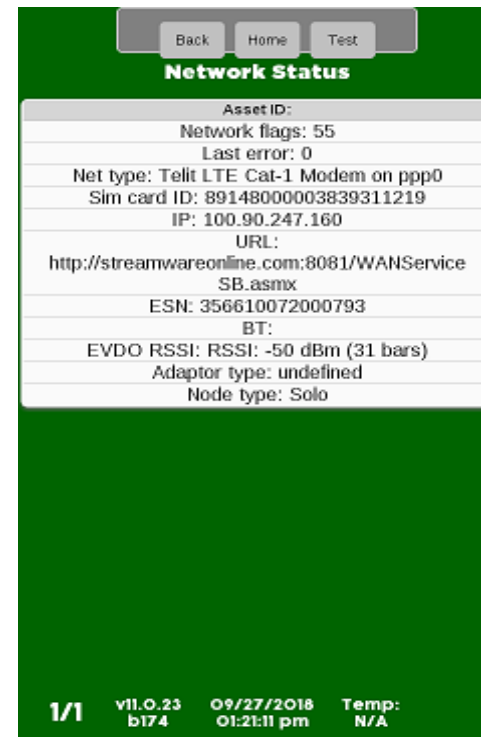 Back Home Test
Network Status
Asset ID:
Network flags: 55
Last error: 0
Net type: Telit LTE Cat-1 Modem on ppp0
Sim card ID: 89148000003839311219
IP: 100.90.247.160
URL:
http://streamwareonline.com:8081/WANService
SB.asmx
ESN: 356610072000793
BT:
EVDO RSSI: RSSI: -50 dBm (31 bars)
Adaptor type: undefined
Node type: Solo
1/1 v11.0.23 09/27/2018 Temp:
b174 01:21:11 pm N/A